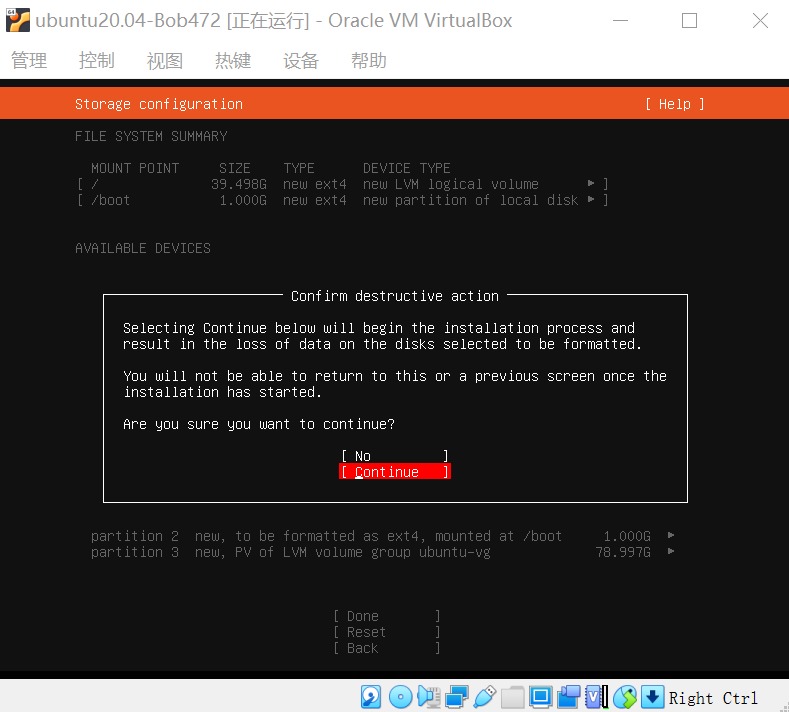 64
ubuntu20.04-Bob472 [正在运行] - Oracle VM VirtualBox
管理 控制 视图 热键 设备 帮助
Storage configuration [ Help ]
FILE SYSTEM SUMMARY
MOUNT POINT SIZE TYPE DEVICE TYPE
[ / 39.498G new ext4 new LVM logical volume ▸ ]
[ /boot 1.000G new ext4 new partition of local disk ▸ ]
AVAILABLE DEVICES
Confirm destructive action
Selecting Continue below will begin the installation process and
result in the loss of data on the disks selected to be formatted.
You will not be able to return to this or a previous screen once the
installation has started.
Are you sure you want to continue?
[ No ]
[ Continue ]
partition 2 new, to be formatted as ext4, mounted at /boot 1.000G ▸
partition 3 new, PV of LVM volume group ubuntu-vg 78.997G ▸
[ Done ]
[ Reset ]
[ Back ]
V Right Ctrl